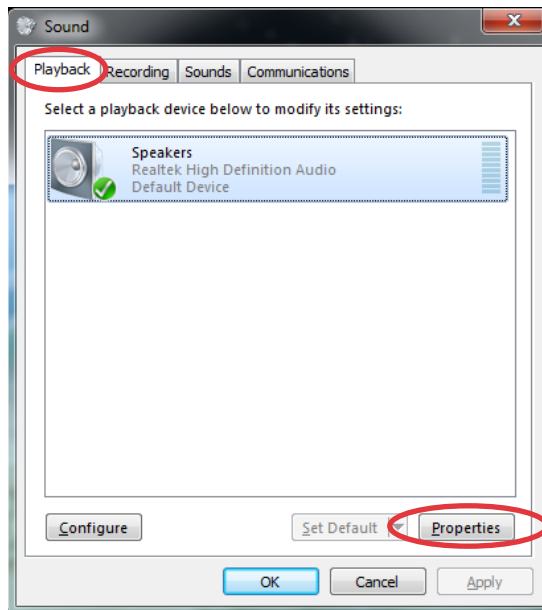 Sound
Playback Recording Sounds Communications
Select a playback device below to modify its settings:
Speakers
Realtek High Definition Audio
Default Device
Configure Set Default Properties
OK Cancel Apply